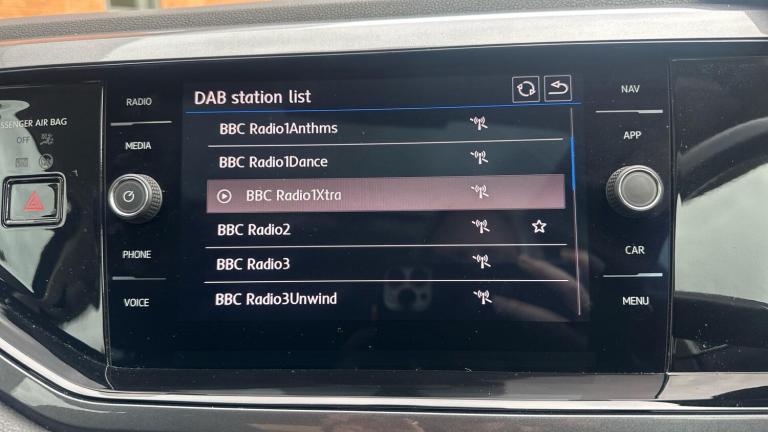 DAB station list
BBC Radio1Anthms
BBC Radio1Dance
BBC Radio1Xtra
BBC Radio2
BBC Radio3
BBC Radio3Unwind
RADIO
MEDIA
PHONE
VOICE
NAV
APP
CAR
MENU
SSENGER AIR BAG
OFF